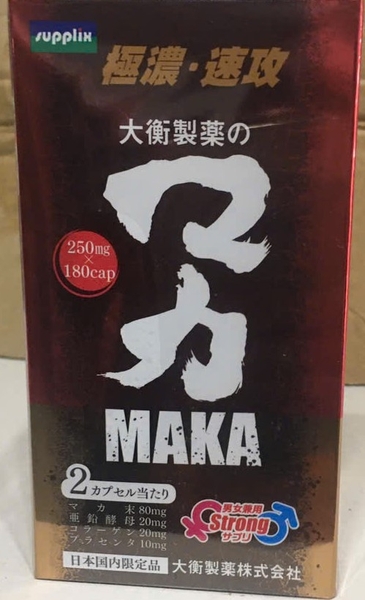 supplix
極濃・速攻
大衡製薬の
マカ
250mg
×
180cap
MAKA
2カプセル当たり
マカ末80mg
亜鉛酵母20mg
コラーゲン20mg
プラセンタ10mg
男女兼用
Strong
サプリ
日本国内限定品
大衡製薬株式会社